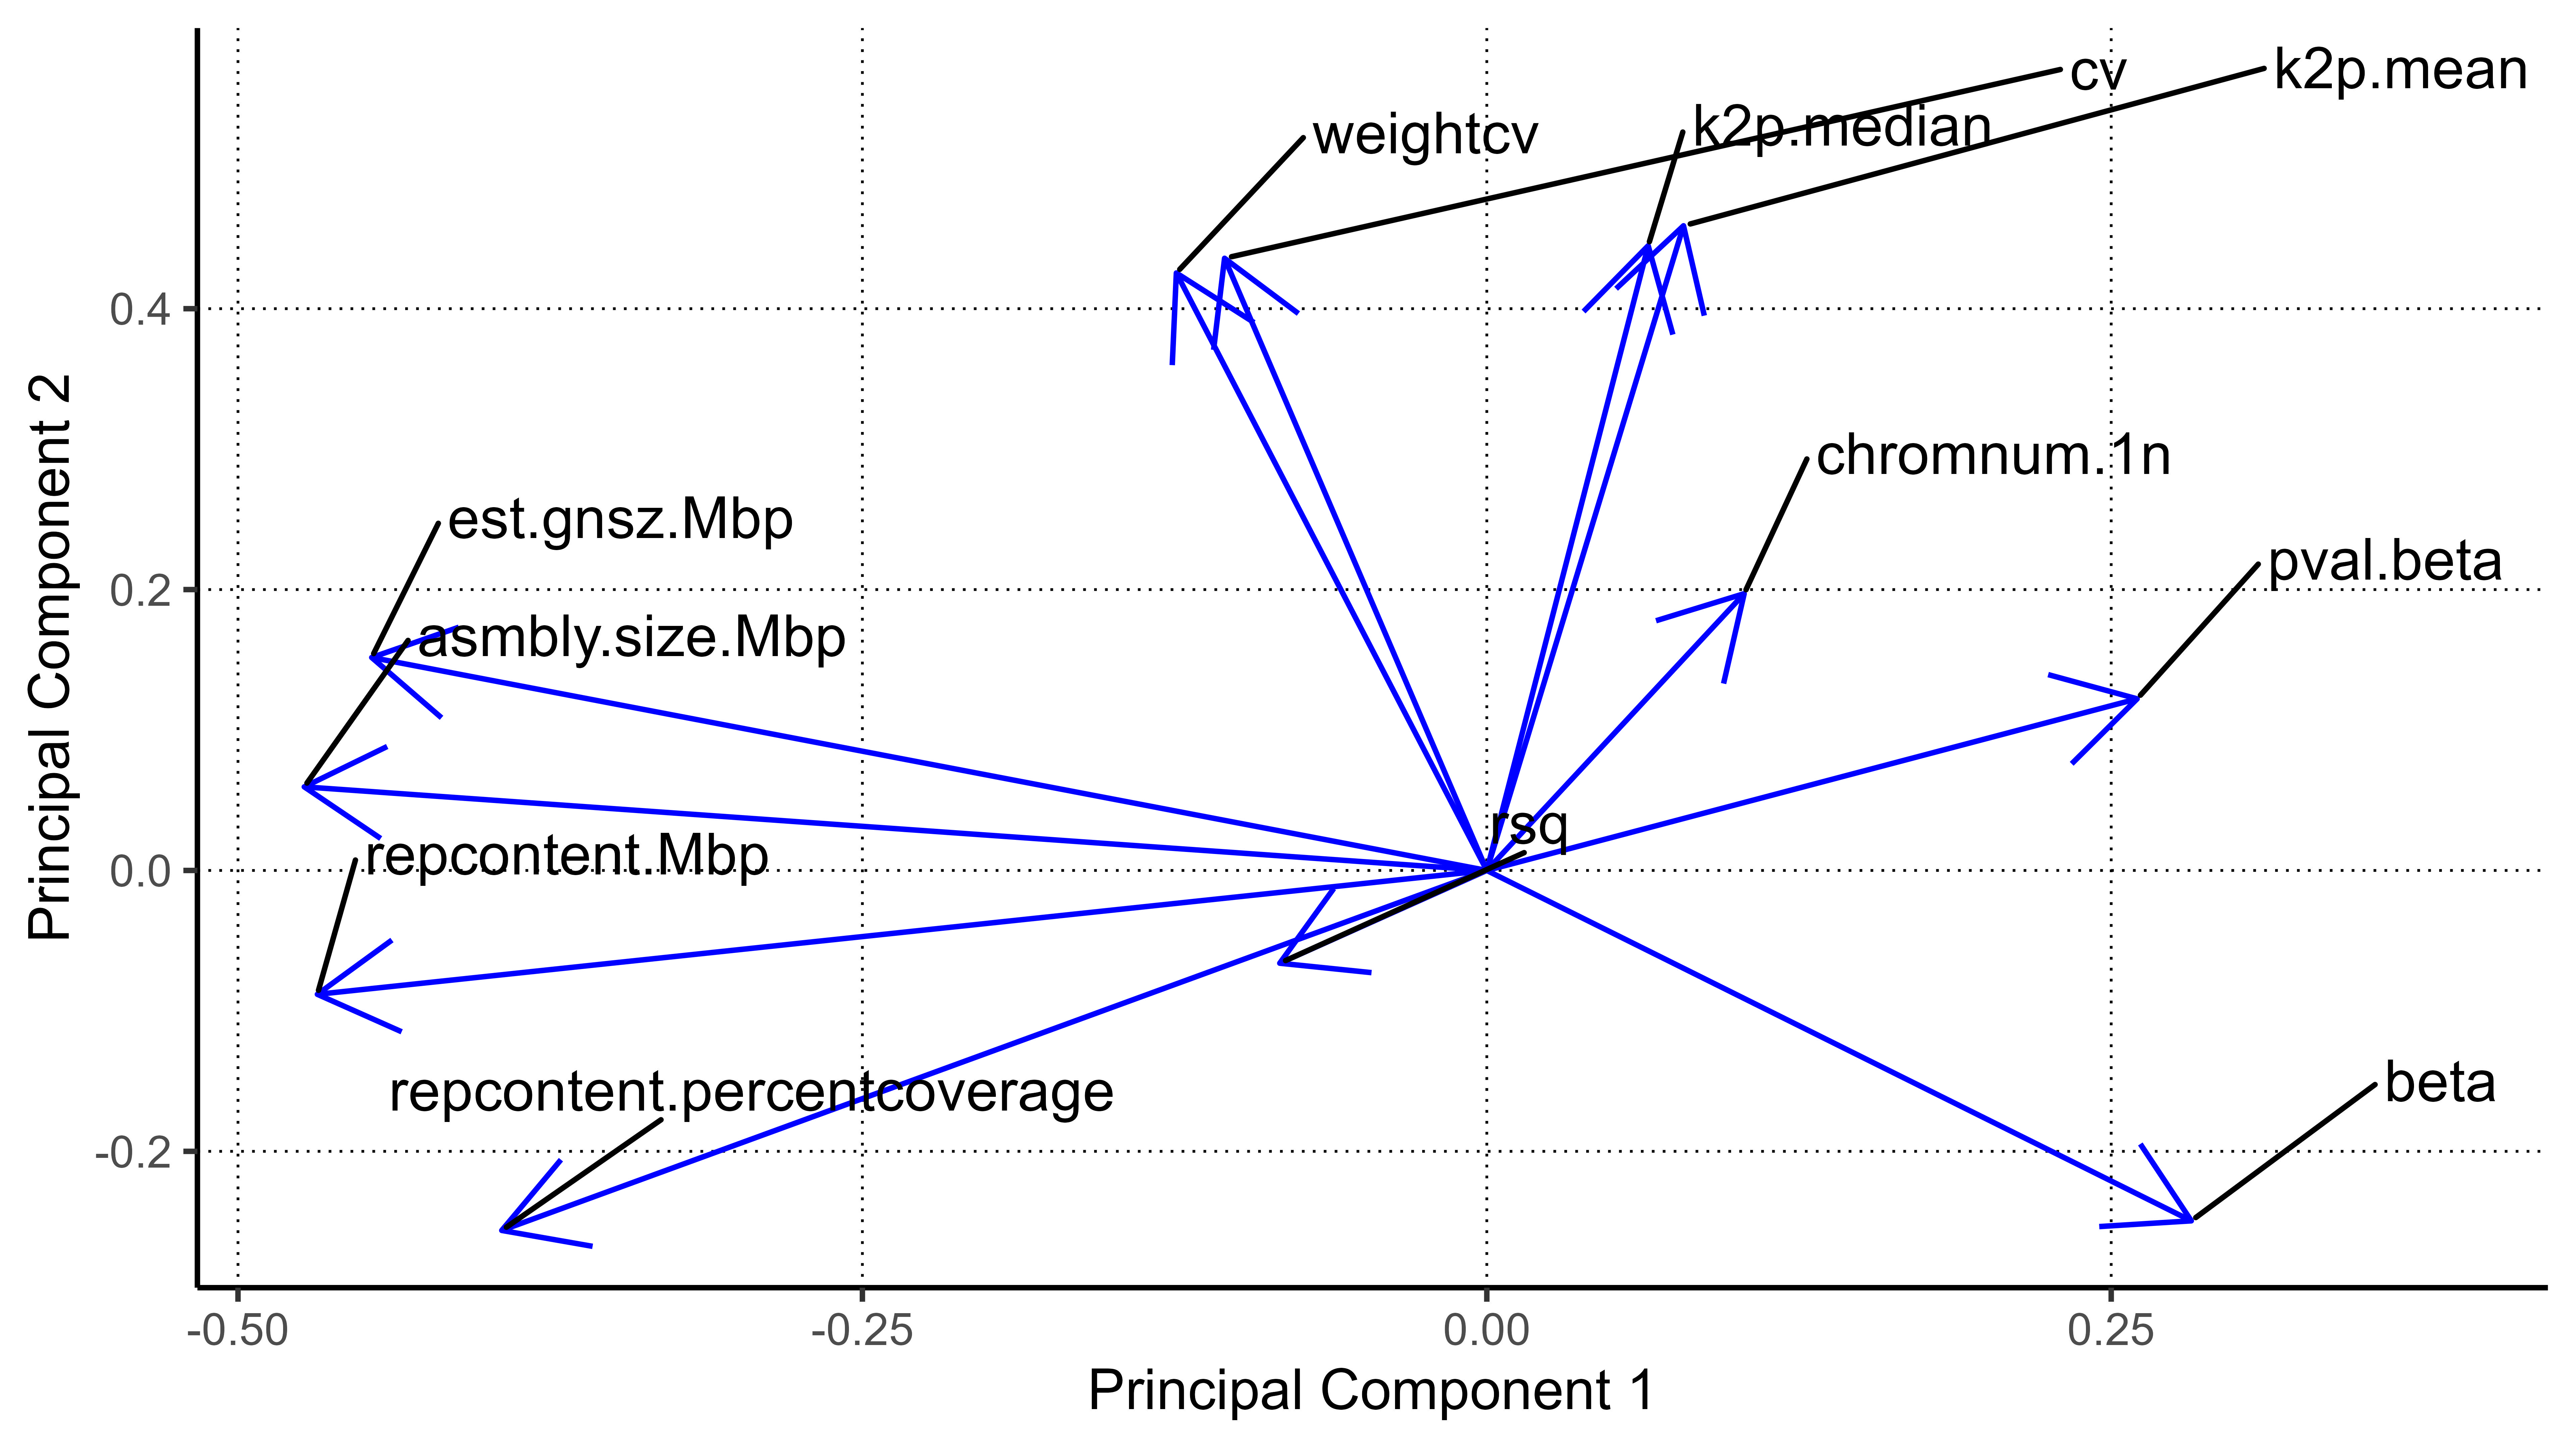 cv
k2p.mean
weightcv
k2p.median
chromnum.1n
est.gnsz.Mbp
pval.beta
asmbly.size.Mbp
rsq
repcontent.Mbp
repcontent.percentcoverage
beta
0.4
0.2
0.0
-0.2
Principal Component 2
-0.50
-0.25
0.00
0.25
Principal Component 1